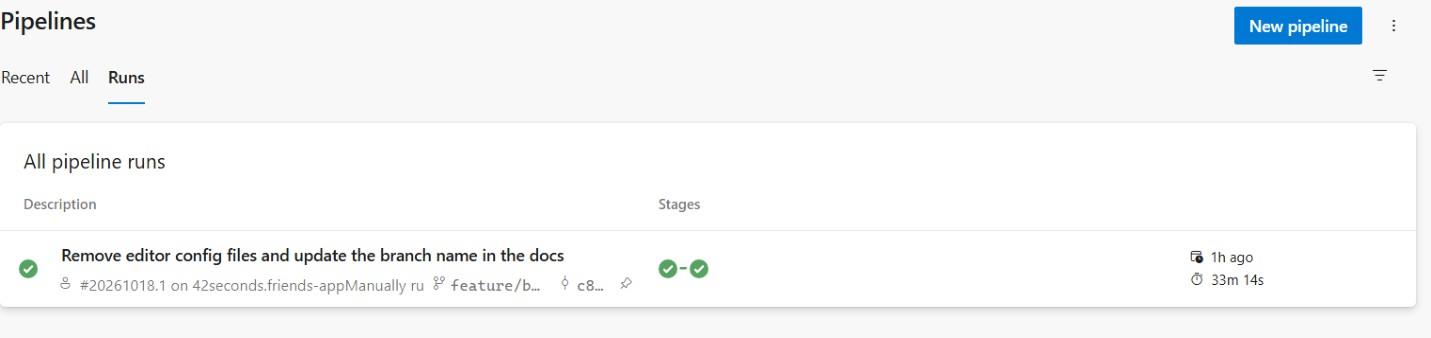 Pipelines
New pipeline
Recent All Runs
All pipeline runs
Description Stages
Remove editor config files and update the branch name in the docs
1h ago
#20261018.1 on 42seconds.friends-appManually ru feature/b... c8...
33m 14s